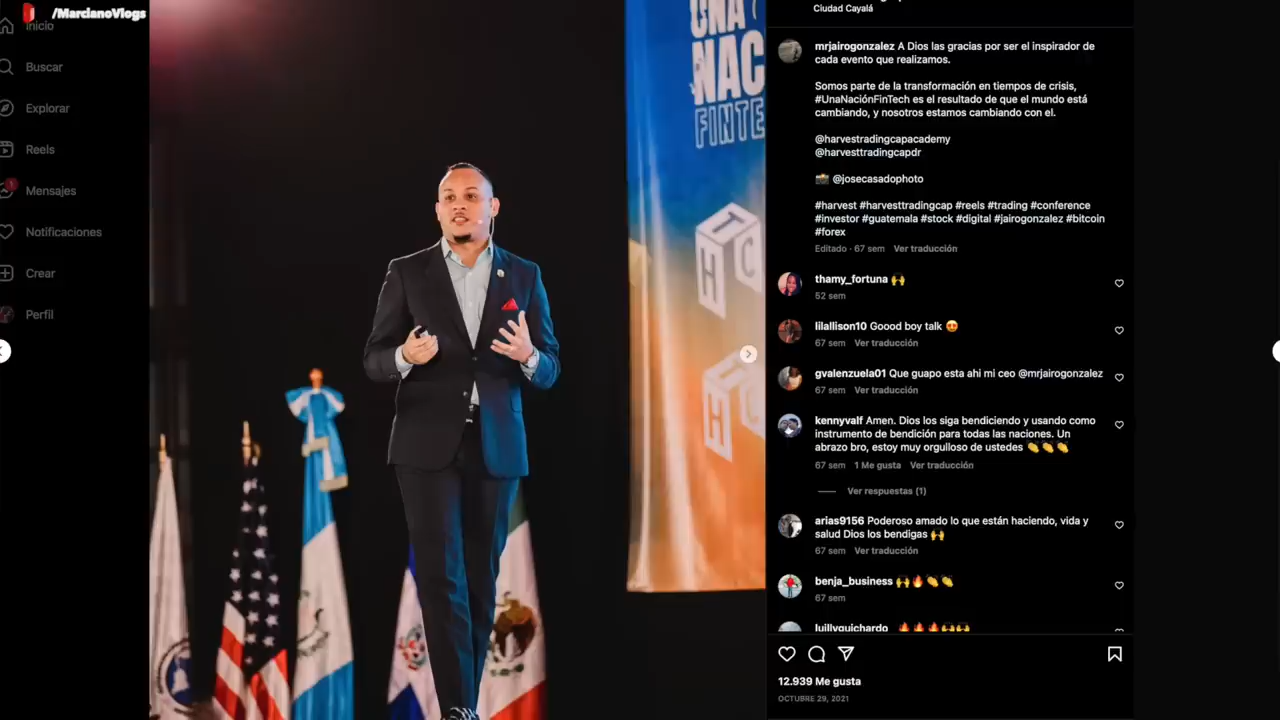 /MarcianoVlogs
Inicio
Buscar
Explorar
Reels
1
Mensajes
Notificaciones
Crear
Perfil
UNA
NAC
FINTE
T
H C
H C
Ciudad Cayalá
mrjairogonzalez A Dios las gracias por ser el inspirador de
cada evento que realizamos.
Somos parte de la transformación en tiempos de crisis,
#UnaNaciónFinTech es el resultado de que el mundo está
cambiando, y nosotros estamos cambiando con el.
@harvestradingcapacademy
@harvesttradingcapdr
📸 @josecasadophoto
#harvest #harvesttradingcap #reels #trading #conference
#investor #guatemala #stock #digital #jairogonzalez #bitcoin
#forex
Editado · 67 sem Ver traducción
thamy_fortuna 🙌
52 sem
lilallison10 Goood boy talk 😍
67 sem Ver traducción
gvalenzuela01 Que guapo esta ahi mi ceo @mrjairogonzalez
67 sem Ver traducción
kennyvalf Amen. Dios los siga bendiciendo y usando como
instrumento de bendición para todas las naciones. Un
abrazo bro, estoy muy orgulloso de ustedes 👏👏👏
67 sem 1 Me gusta Ver traducción
Ver respuestas (1)
arias9156 Poderoso amado lo que están haciendo, vida y
salud Dios los bendigas 🙌
67 sem Ver traducción
benja_business 🙌🔥👏👏
67 sem
luillyguichardo 🔥🔥🔥🙌🙌
12.939 Me gusta
OCTUBRE 29, 2021